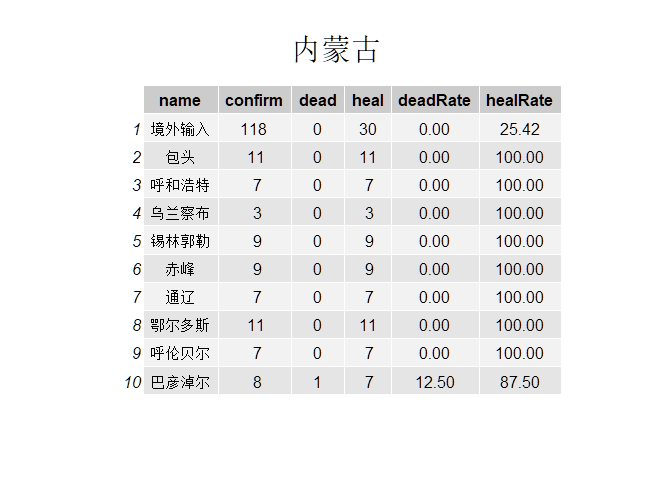 内蒙古
name confirm dead heal deadRate healRate
1 境外输入 118 0 30 0.00 25.42
2 包头 11 0 11 0.00 100.00
3 呼和浩特 7 0 7 0.00 100.00
4 乌兰察布 3 0 3 0.00 100.00
5 锡林郭勒 9 0 9 0.00 100.00
6 赤峰 9 0 9 0.00 100.00
7 通辽 7 0 7 0.00 100.00
8 鄂尔多斯 11 0 11 0.00 100.00
9 呼伦贝尔 7 0 7 0.00 100.00
10 巴彦淖尔 8 1 7 12.50 87.50